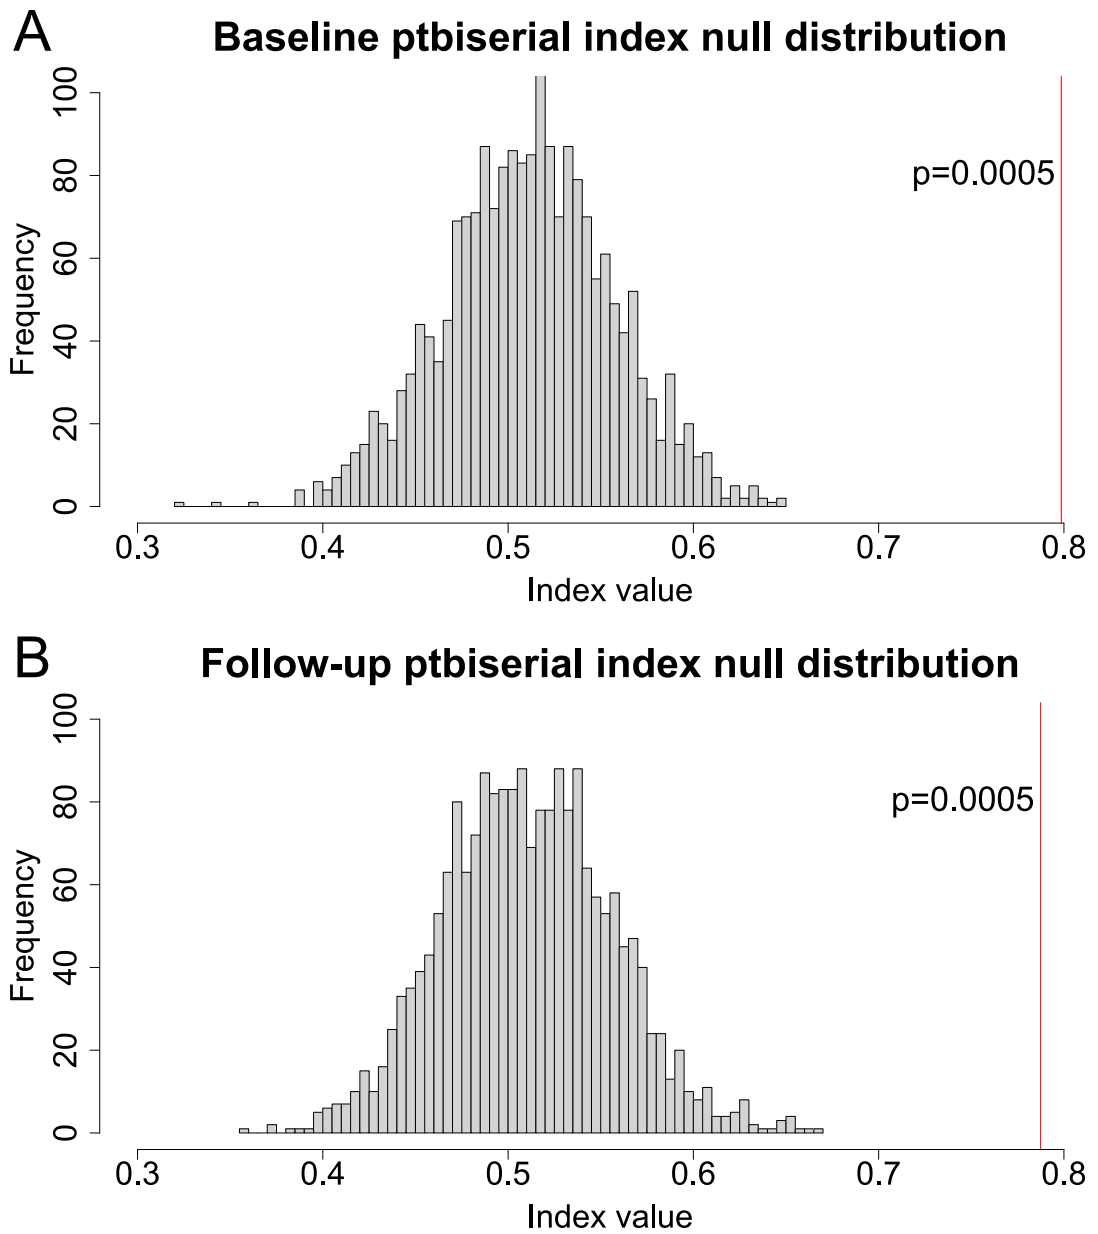 A
Baseline ptbiserial index null distribution
100
80
60
40
20
0
Frequency
p=0.0005
0.3 0.4 0.5 0.6 0.7 0.8
Index value
B
Follow-up ptbiserial index null distribution
100
80
60
40
20
0
Frequency
p=0.0005
0.3 0.4 0.5 0.6 0.7 0.8
Index value